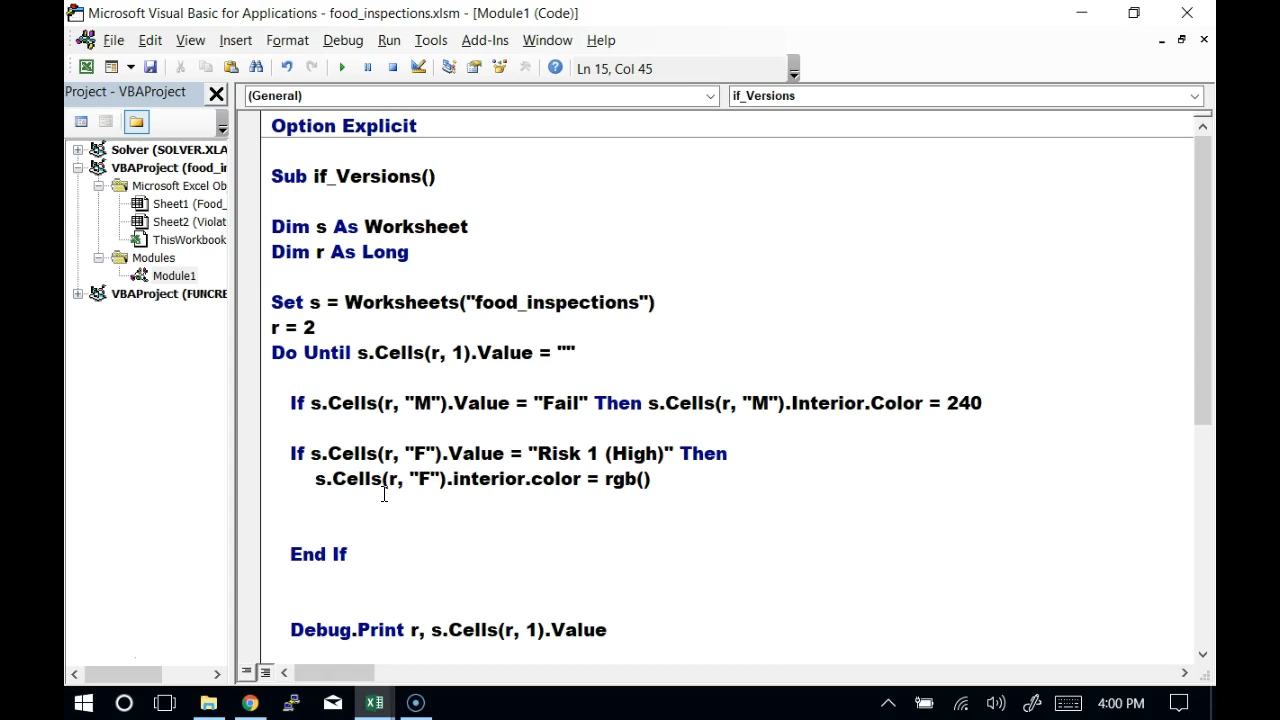 Microsoft Visual Basic for Applications - food_inspections.xlsm - [Module1 (Code)]
File Edit View Insert Format Debug Run Tools Add-Ins Window Help
Ln 15, Col 45
Project - VBAProject
(General) if_Versions
Solver (SOLVER.XLA
VBAProject (food_in
Microsoft Excel Ob
Sheet1 (Food_
Sheet2 (Violat
ThisWorkbook
Modules
Module1
VBAProject (FUNCRE
Option Explicit
Sub if_Versions()
Dim s As Worksheet
Dim r As Long
Set s = Worksheets("food_inspections")
r = 2
Do Until s.Cells(r, 1).Value = ""
If s.Cells(r, "M").Value = "Fail" Then s.Cells(r, "M").Interior.Color = 240
If s.Cells(r, "F").Value = "Risk 1 (High)" Then
s.Cells(r, "F").interior.color = rgb()
End If
Debug.Print r, s.Cells(r, 1).Value
4:00 PM